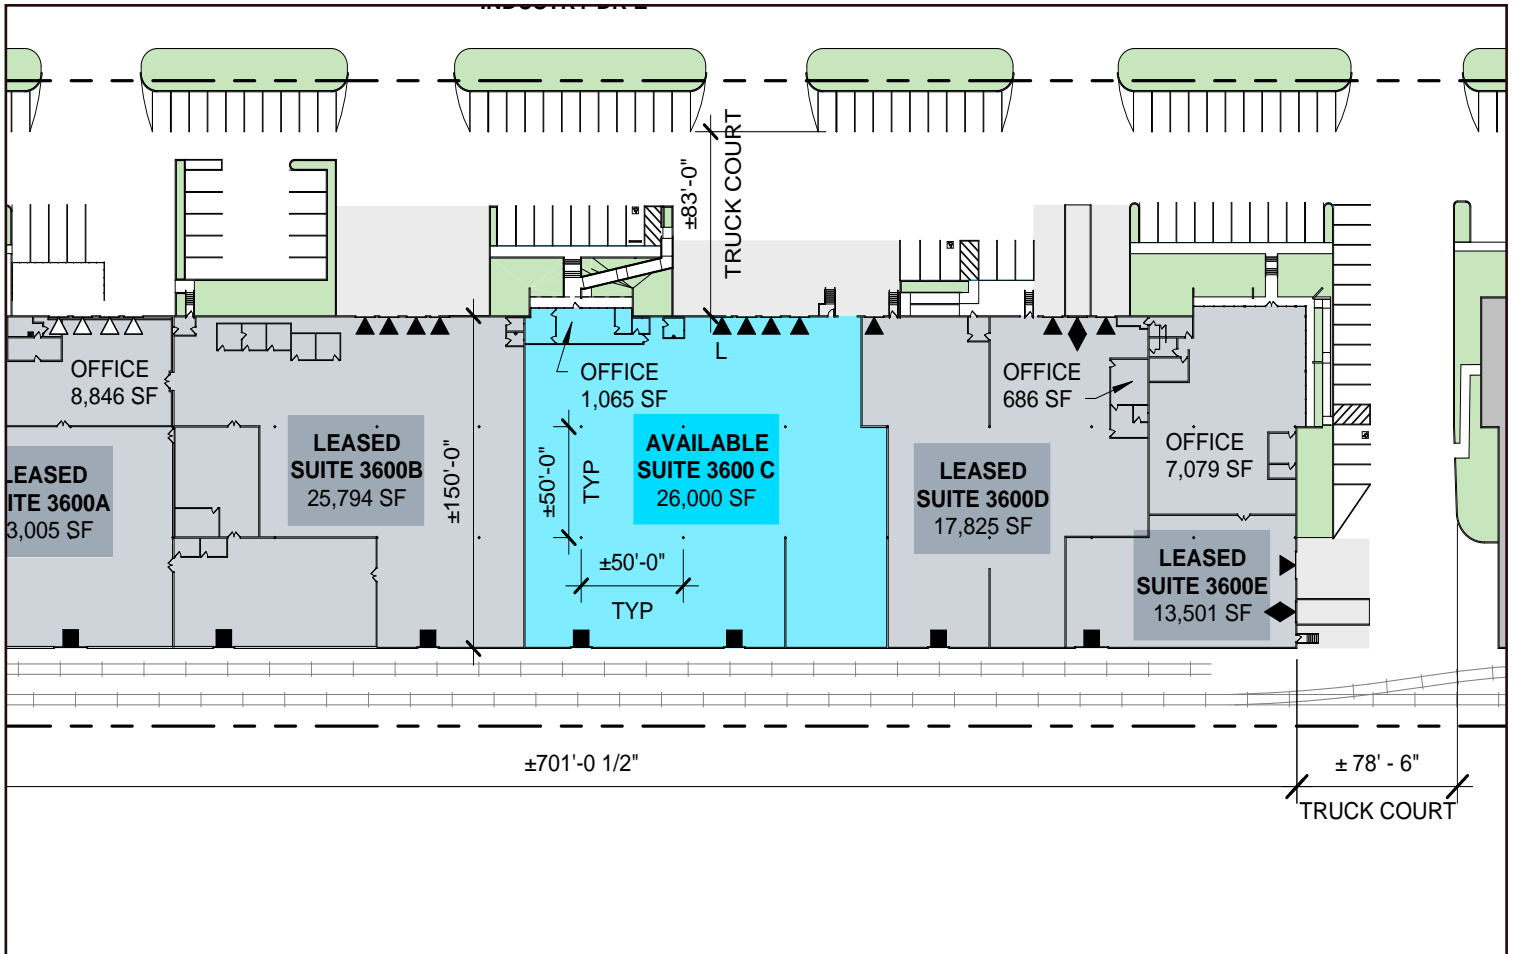 ±83'-0"
TRUCK COURT
OFFICE
8,846 SF
LEASED
SUITE 3600B
25,794 SF
±150'-0"
OFFICE
1,065 SF
L
AVAILABLE
SUITE 3600 C
26,000 SF
±50'-0"
TYP
±50'-0"
TYP
OFFICE
686 SF
LEASED
SUITE 3600D
17,825 SF
OFFICE
7,079 SF
LEASED
SUITE 3600E
13,501 SF
LEASED
ITE 3600A
3,005 SF
±701'-0 1/2"
± 78' - 6"
TRUCK COURT